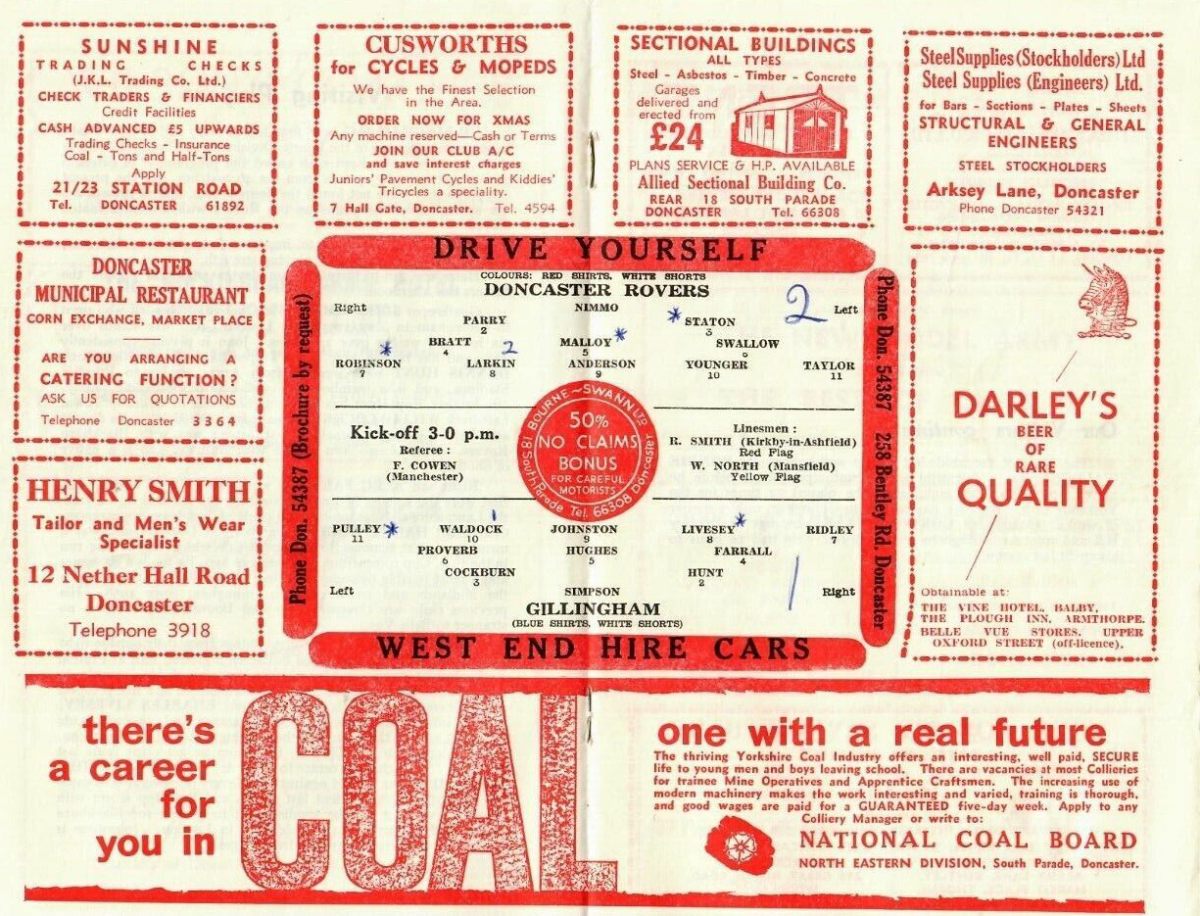 SUNSHINE
TRADING CHECKS
(J.K.L. Trading Co. Ltd.)
CHECK TRADERS & FINANCIERS
Credit Facilities
CASH ADVANCED £5 UPWARDS
Trading Checks - Insurance
Coal - Tons and Half-Tons
Apply
21/23 STATION ROAD
Tel. DONCASTER 61892
CUSWORTHS
for CYCLES & MOPEDS
We have the Finest Selection
in the Area.
ORDER NOW FOR XMAS
Any machine reserved—Cash or Terms
JOIN OUR CLUB A/C
and save interest charges
Juniors' Pavement Cycles and Kiddies'
Tricycles a speciality.
7 Hall Gate, Doncaster. Tel. 4594
SECTIONAL BUILDINGS
ALL TYPES
Steel - Asbestos - Timber - Concrete
Garages
delivered and
erected from
£24
PLANS SERVICE & H.P. AVAILABLE
Allied Sectional Building Co.
REAR 18 SOUTH PARADE
DONCASTER Tel. 66308
Steel Supplies (Stockholders) Ltd
Steel Supplies (Engineers) Ltd.
for Bars - Sections - Plates - Sheets
STRUCTURAL & GENERAL
ENGINEERS
STEEL STOCKHOLDERS
Arksey Lane, Doncaster
Phone Doncaster 54321
DONCASTER
MUNICIPAL RESTAURANT
CORN EXCHANGE, MARKET PLACE
ARE YOU ARRANGING A
CATERING FUNCTION?
ASK US FOR QUOTATIONS
Telephone Doncaster 3364
HENRY SMITH
Tailor and Men's Wear
Specialist
12 Nether Hall Road
Doncaster
Telephone 3918
DRIVE YOURSELF
Phone Don. 54387 (Brochure by request)
COLOURS: RED SHIRTS, WHITE SHORTS
DONCASTER ROVERS
Right NIMMO 2 Left
PARRY * STATON
2 3
BRATT MALLOY * SWALLOW
4 5 6
* 2
ROBINSON LARKIN ANDERSON YOUNGER TAYLOR
7 8 9 10 11
Kick-off 3-0 p.m.
Referee :
F. COWEN
(Manchester)
BOURNE~SWANN LTD
50%
NO CLAIMS
BONUS
FOR CAREFUL
MOTORISTS
18 South Parade Tel. 66308 Doncaster
Linesmen:
R. SMITH (Kirkby-in-Ashfield)
Red Flag
W. NORTH (Mansfield)
Yellow Flag
1
PULLEY * WALDOCK JOHNSTON LIVESEY * RIDLEY
11 10 9 8 7
PROVERB HUGHES FARRALL
6 5 4
COCKBURN HUNT
3 2
Left SIMPSON 1 Right
GILLINGHAM
(BLUE SHIRTS, WHITE SHORTS)
WEST END HIRE CARS
Phone Don. 54387 258 Bentley Rd. Doncaster
DARLEY'S
BEER
OF
RARE
QUALITY
Obtainable at:
THE VINE HOTEL, BALBY,
THE PLOUGH INN, ARMTHORPE,
BELLE VUE STORES, UPPER
OXFORD STREET (off-licence).
there's
a career
for
you in
COAL
one with a real future
The thriving Yorkshire Coal Industry offers an interesting, well paid, SECURE
life to young men and boys leaving school. There are vacancies at most Collieries
for trainee Mine Operatives and Apprentice Craftsmen. The increasing use of
modern machinery makes the work interesting and varied, training is thorough,
and good wages are paid for a GUARANTEED five-day week. Apply to any
Colliery Manager or write to:
NATIONAL COAL BOARD
NORTH EASTERN DIVISION, South Parade, Doncaster.